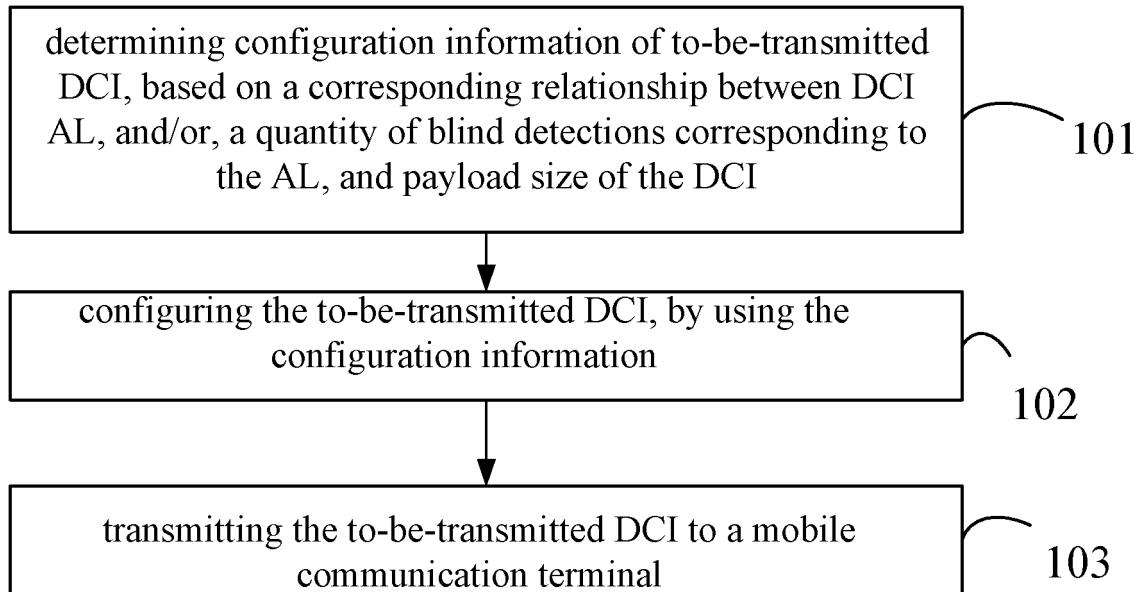 determining configuration information of to-be-transmitted
DCI, based on a corresponding relationship between DCI
AL, and/or, a quantity of blind detections corresponding to
the AL, and payload size of the DCI
101
configuring the to-be-transmitted DCI, by using the
configuration information
102
transmitting the to-be-transmitted DCI to a mobile
communication terminal
103